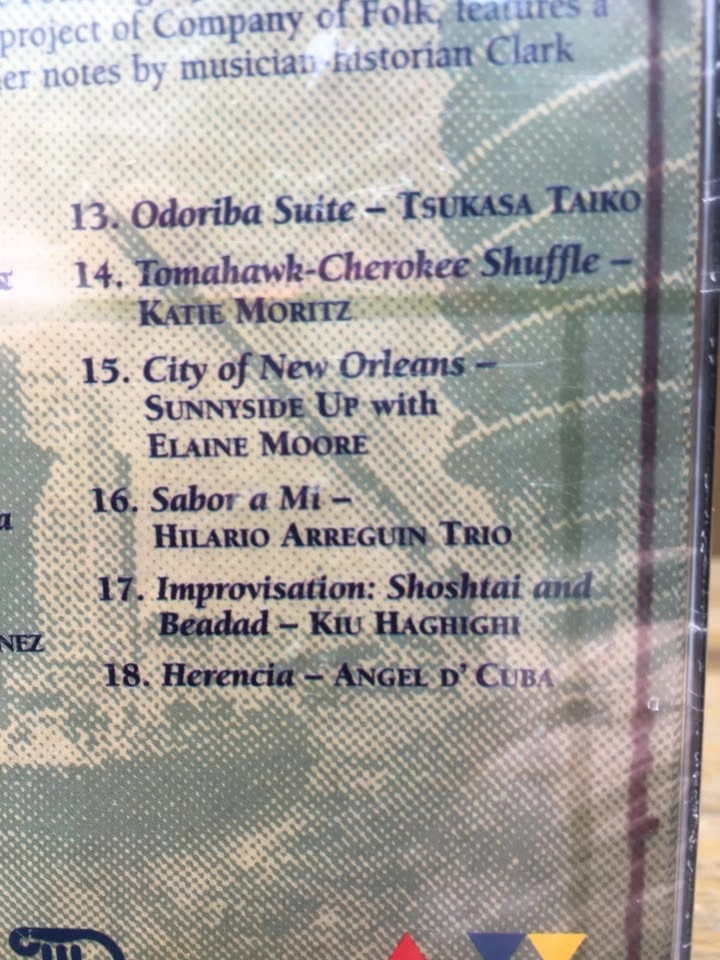 project of Company of Folk, features a
er notes by musician-historian Clark
13. Odoriba Suite – TSUKASA TAIKO
14. Tomahawk-Cherokee Shuffle –
KATIE MORITZ
15. City of New Orleans –
SUNNYSIDE UP with
ELAINE MOORE
16. Sabor a Mi –
HILARIO ARREGUIN TRIO
17. Improvisation: Shoshtai and
Beadad – KIU HAGHIGHI
NEZ
18. Herencia – ANGEL D' CUBA